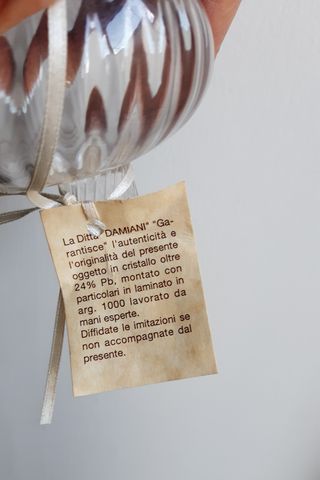 La Ditta "DAMIANI" "Ga-
rantisce" l'autenticità e
l'originalità del presente
oggetto in cristallo oltre
24% Pb, montato con
particolari in laminato in
arg. 1000 lavorato da
mani esperte.
Diffidate le imitazioni se
non accompagnate dal
presente.